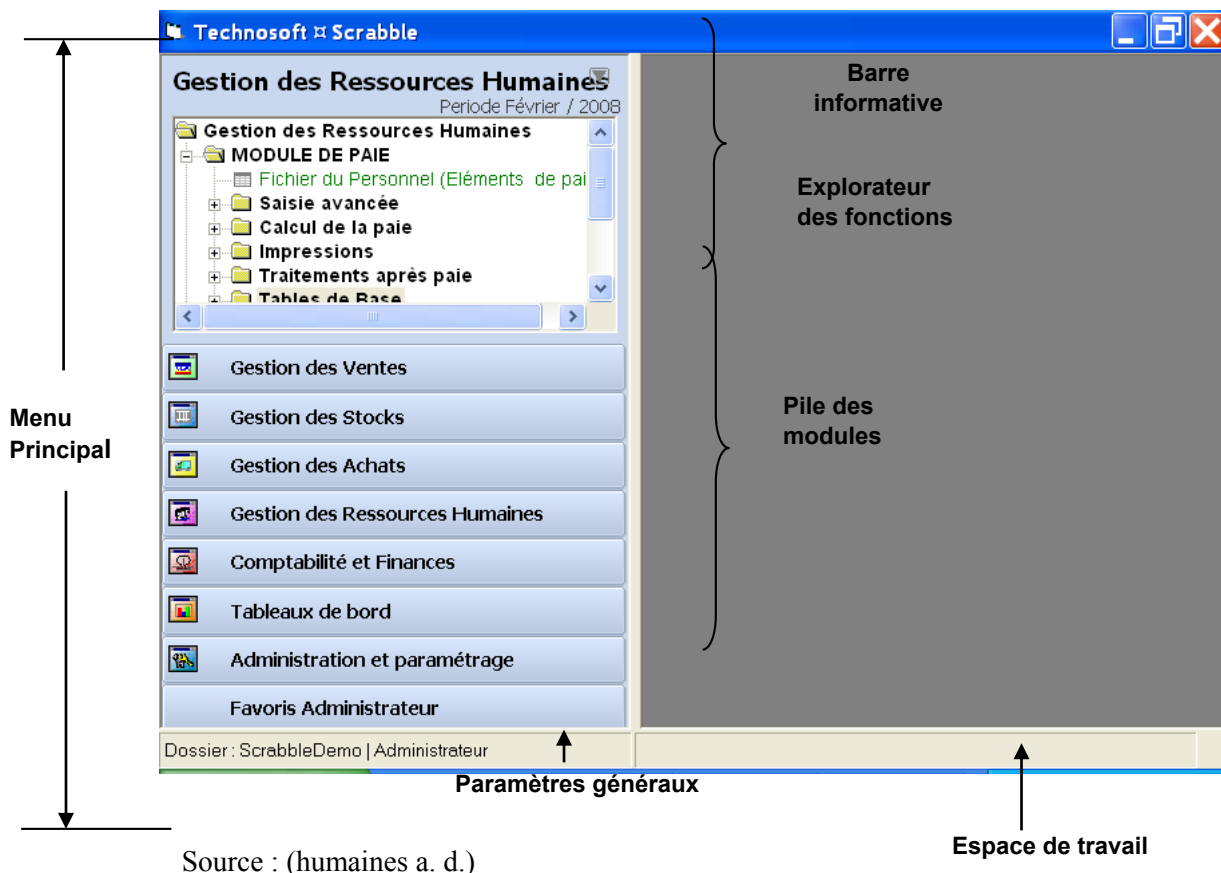 Technosoft ¤ Scrabble
Gestion des Ressources Humaines
Periode Février / 2008
Gestion des Ressources Humaines
MODULE DE PAIE
Fichier du Personnel (Eléments de pai
Saisie avancée
Calcul de la paie
Impressions
Traitements après paie
Tables de Base
Barre
informative
Explorateur
des fonctions
Gestion des Ventes
Gestion des Stocks
Gestion des Achats
Gestion des Ressources Humaines
Comptabilité et Finances
Tableaux de bord
Administration et paramétrage
Favoris Administrateur
Menu
Principal
Pile des
modules
Dossier : ScrabbleDemo | Administrateur
Paramètres généraux
Espace de travail
Source : (humaines a. d.)